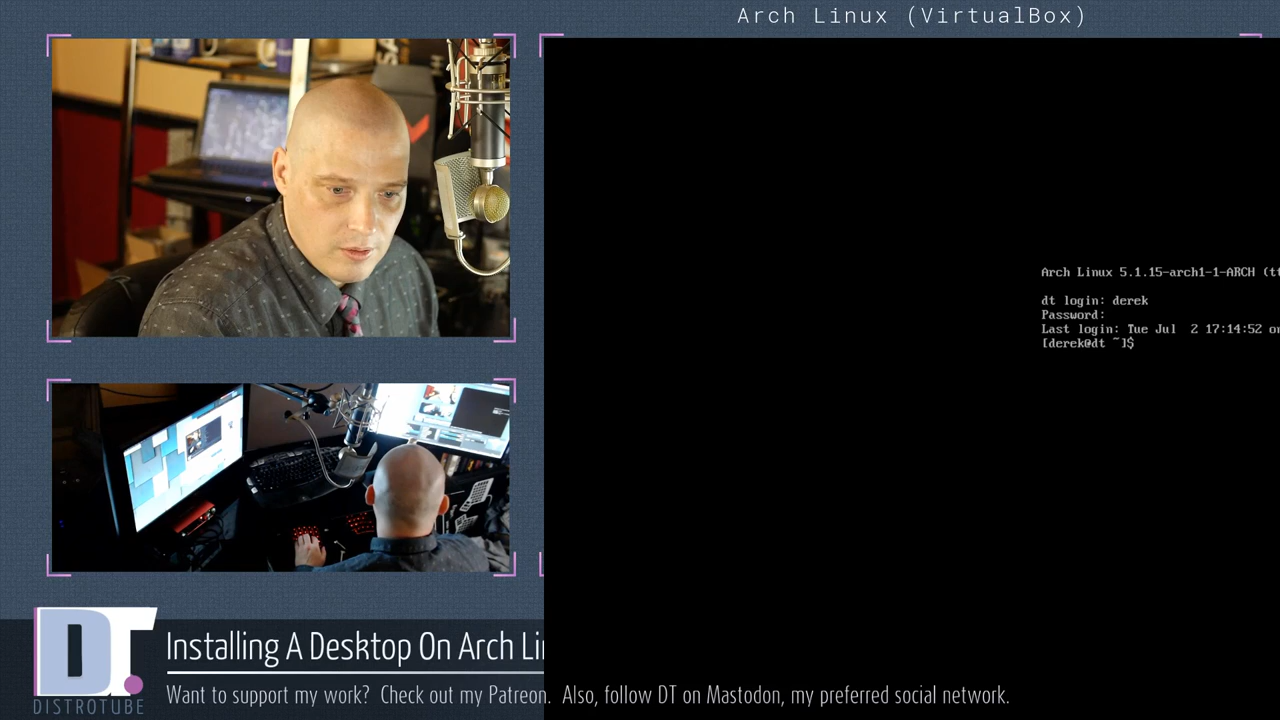 Arch Linux (VirtualBox)
Arch Linux 5.1.15-arch1-1-ARCH (tt
dt login: derek
Password:
Last login: Tue Jul  2 17:14:52 on
[derek@dt ~]$
DT
DISTROTUBE
Installing A Desktop On Arch Li
Want to support my work?  Check out my Patreon.  Also, follow DT on Mastodon, my preferred social network.